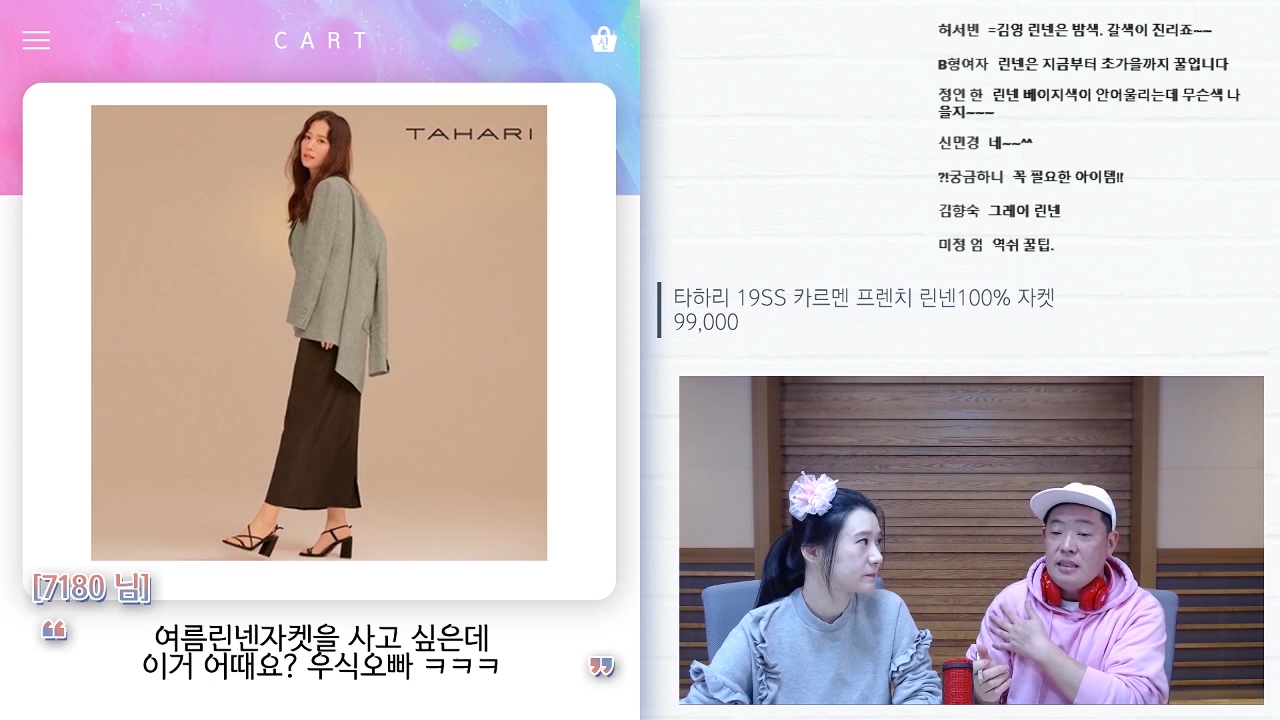 CART
신
TAHARI
[7180 님]
❝
여름린넨자켓을 사고 싶은데
이거 어때요? 우식오빠 ㅋㅋㅋ
❞
허서벤 =김영 린넨은 밤색. 갈색이 진리죠~~
B형여자 린넨은 지금부터 초가을까지 꿀업니다
정인 한 린넨 베이지색이 안어울리는데 무슨색 나
을지~~~
신민경 네~~^^
?!궁금하니 꼭 필요한 아이템!!
김향숙 그레이 린넨
미정 엄 역쉬 꿀팁.
타하리 19SS 카르멘 프렌치 린넨100% 자켓
99,000